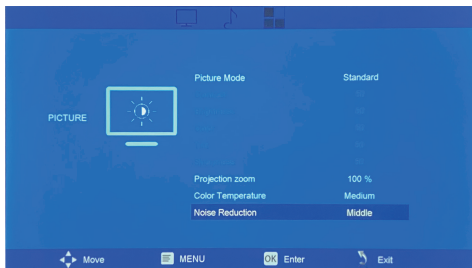 Picture Mode Standard
PICTURE
Projection zoom 100 %
Color Temperature Medium
Noise Reduction Middle
Move MENU OK Enter Exit